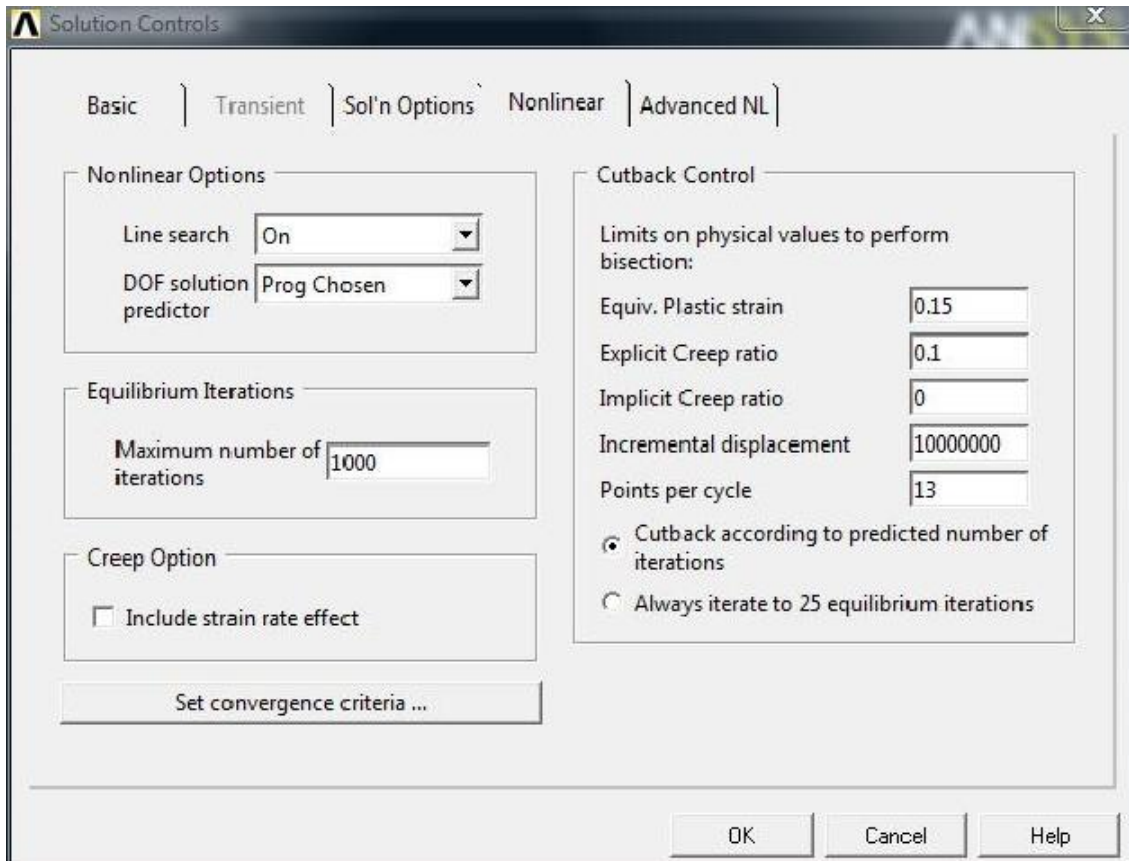 Solution Controls
ANSYS
Basic
Transient
Sol'n Options
Nonlinear
Advanced NL
Nonlinear Options
Line search
On
DOF solution
predictor
Prog Chosen
Equilibrium Iterations
Maximum number of
iterations
1000
Creep Option
Include strain rate effect
Set convergence criteria ...
Cutback Control
Limits on physical values to perform
bisection:
Equiv. Plastic strain
0.15
Explicit Creep ratio
0.1
Implicit Creep ratio
0
Incremental displacement
10000000
Points per cycle
13
Cutback according to predicted number of
iterations
Always iterate to 25 equilibrium iterations
OK
Cancel
Help